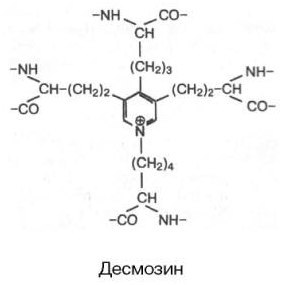 –NH CO–
CH
–NH (CH₂)₃ NH–
CH–(CH₂)₂ (CH₂)₂–CH
–CO CO–
N ⊕
(CH₂)₄
CH
–CO NH–
Десмозин